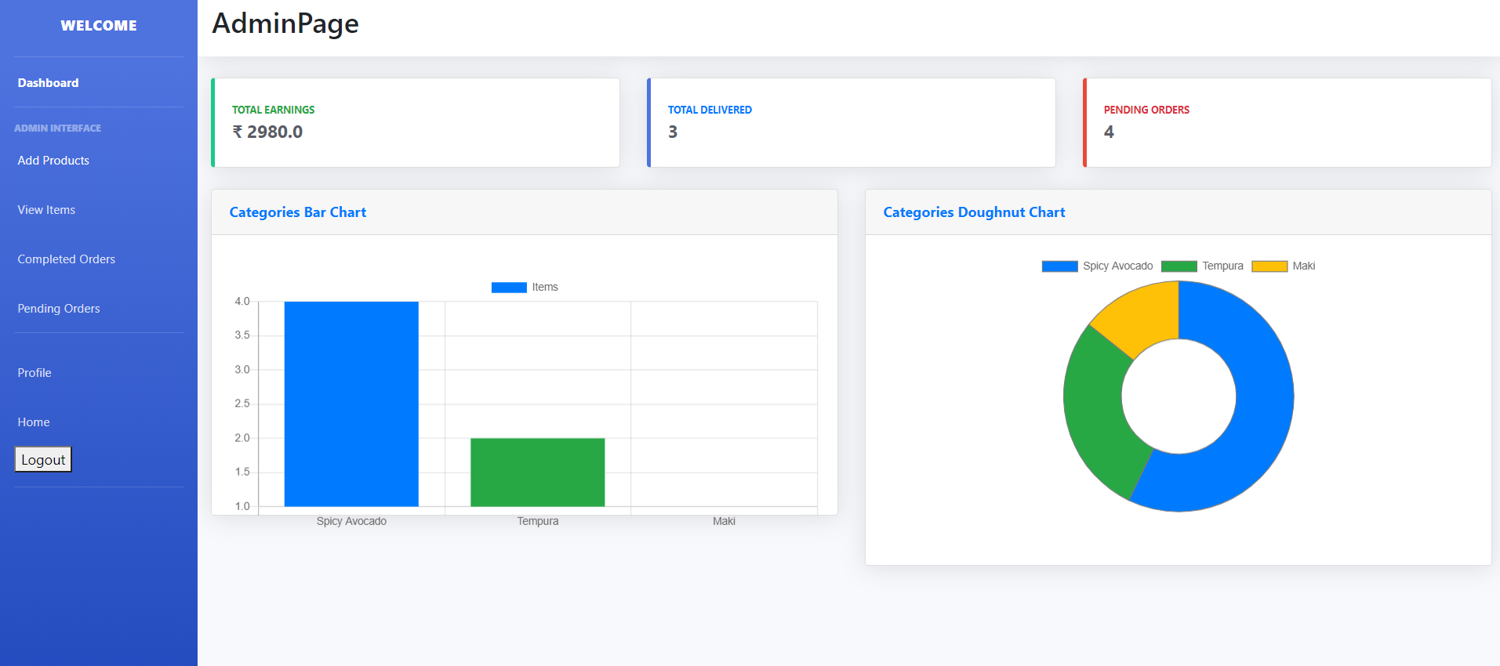 WELCOME
Dashboard
ADMIN INTERFACE
Add Products
View Items
Completed Orders
Pending Orders
Profile
Home
Logout
AdminPage
TOTAL EARNINGS
₹ 2980.0
TOTAL DELIVERED
3
PENDING ORDERS
4
Categories Bar Chart
Items
4.0
3.5
3.0
2.5
2.0
1.5
1.0
Spicy Avocado Tempura Maki
Categories Doughnut Chart
Spicy Avocado Tempura Maki